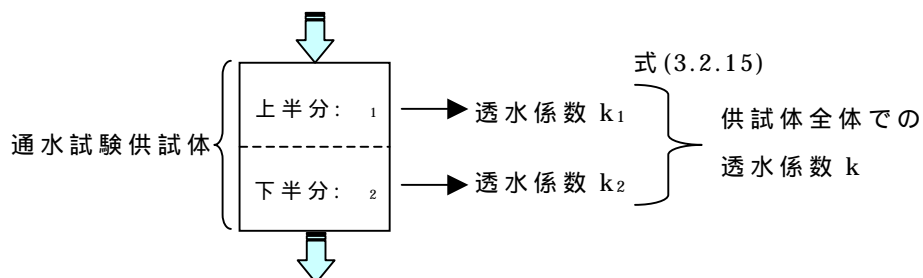 式(3.2.15)
上半分: 1
透水係数 k1
通水試験供試体
供試体全体での
透水係数 k
下半分: 2
透水係数 k2